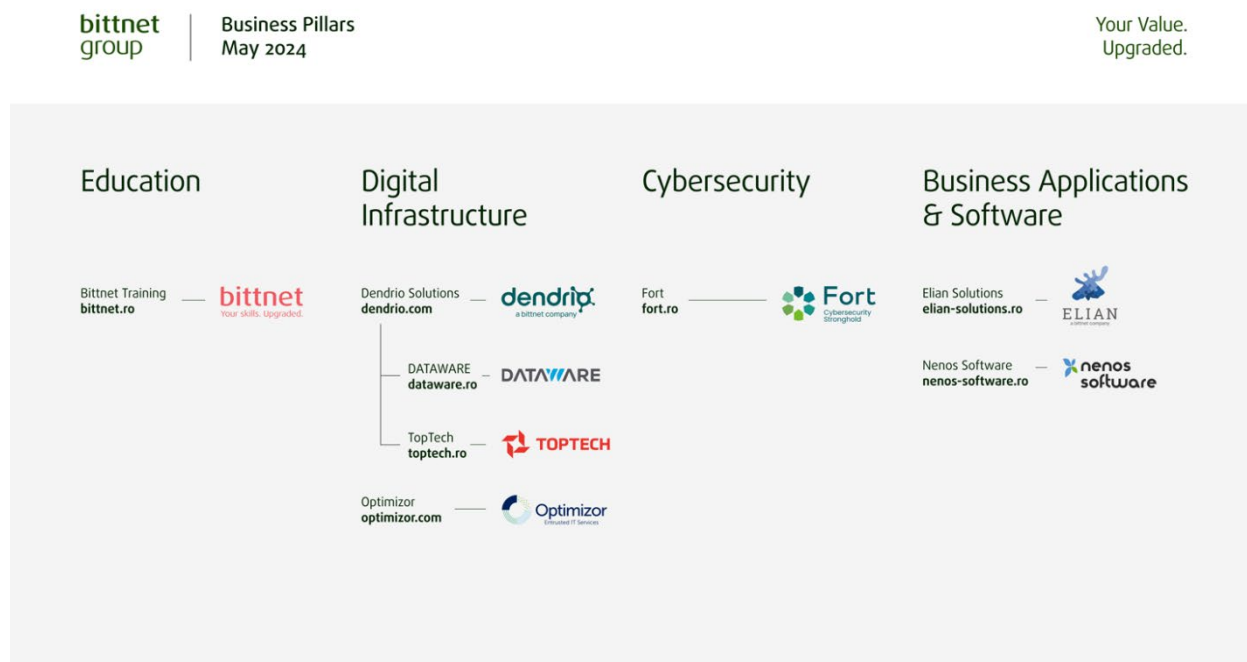 bittnet
group
Business Pillars
May 2024
Your Value.
Upgraded.
Education
Bittnet Training
bittnet.ro
bittnet
Your skills. Upgraded.
Digital
Infrastructure
Dendrio Solutions
dendrio.com
dendrio
a bittnet company
DATAWARE
dataware.ro
DATAWARE
TopTech
toptech.ro
TOPTECH
Optimizor
optimizor.com
Optimizor
Entrusted IT Services
Cybersecurity
Fort
fort.ro
Fort
Cybersecurity
Stronghold
Business Applications
& Software
Elian Solutions
elian-solutions.ro
ELIAN
a bittnet company
Nenos Software
nenos-software.ro
nenos
software